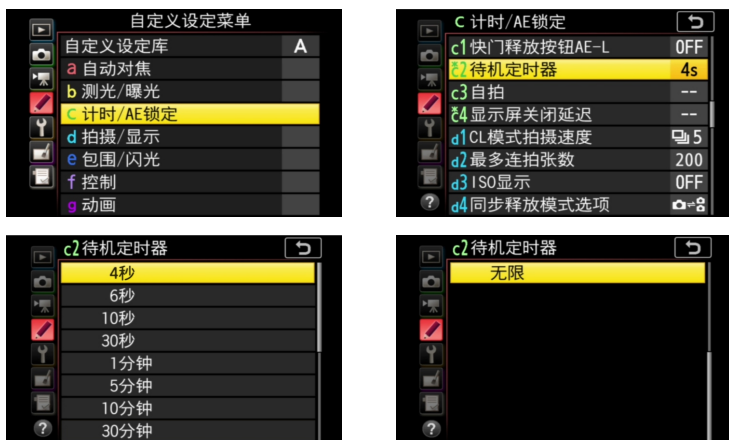 自定义设定菜单
自定义设定库 A
a 自动对焦
b 测光/曝光
c 计时/AE锁定
d 拍摄/显示
e 包围/闪光
f 控制
g 动画
c 计时/AE锁定
c1 快门释放按钮AE-L OFF
c2 待机定时器 4s
c3 自拍 --
c4 显示屏关闭延迟 --
d1 CL模式拍摄速度 5
d2 最多连拍张数 200
d3 ISO显示 OFF
d4 同步释放模式选项
?
c2 待机定时器
4秒
6秒
10秒
30秒
1分钟
5分钟
10分钟
30分钟
?
c2 待机定时器
无限
?